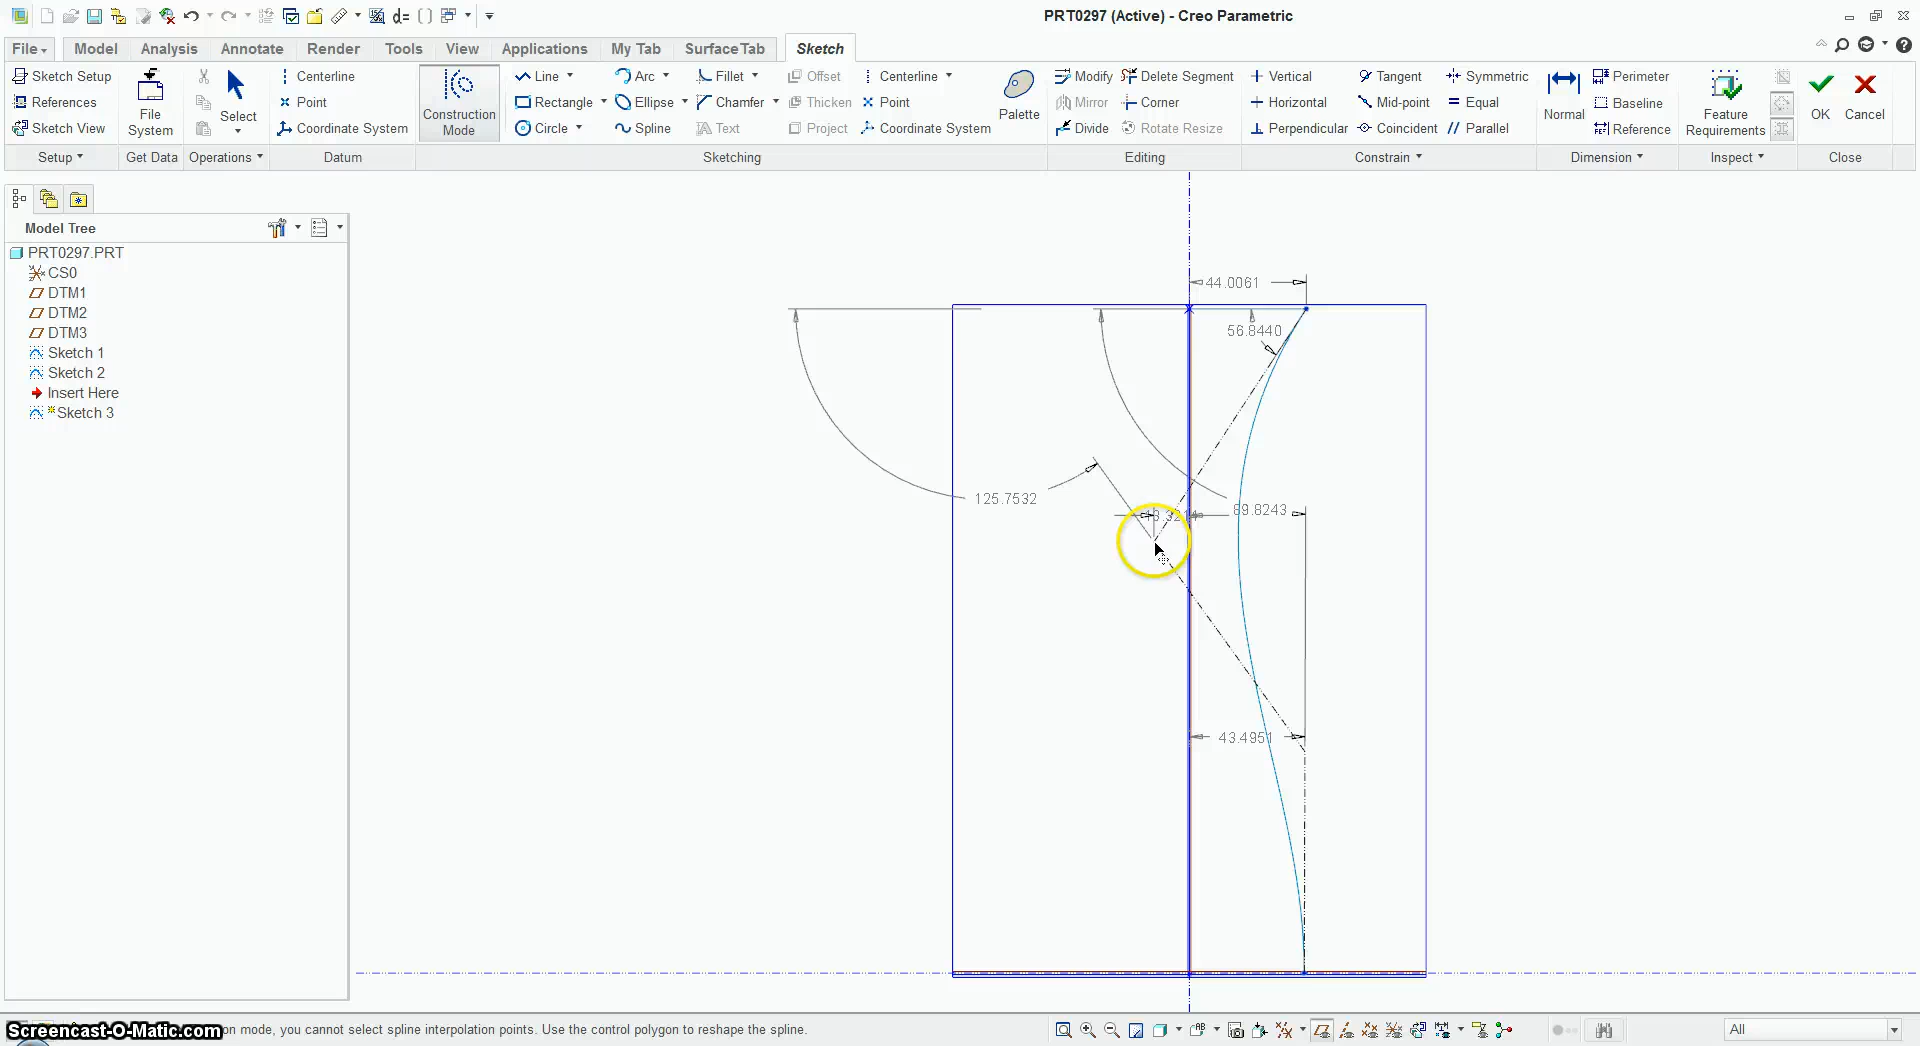 PRT0297 (Active) - Creo Parametric
File Model Analysis Annotate Render Tools View Applications My Tab Surface Tab Sketch
Sketch Setup
References
Sketch View
Setup
File System
Get Data
Select
Operations
Centerline
Point
Coordinate System
Datum
Construction Mode
Line Arc Fillet Offset Centerline
Rectangle Ellipse Chamfer Thicken Point
Circle Spline Text Project Coordinate System
Palette
Sketching
Modify Delete Segment
Mirror Corner
Divide Rotate Resize
Editing
Vertical Tangent Symmetric
Horizontal Mid-point Equal
Perpendicular Coincident Parallel
Constrain
Normal
Perimeter
Baseline
Reference
Dimension
Feature Requirements
Inspect
OK Cancel
Close
Model Tree
PRT0297.PRT
CS0
DTM1
DTM2
DTM3
Sketch 1
Sketch 2
Insert Here
Sketch 3
44.0061
56.8440
125.7532
89.8243
43.4951
Screencast-O-Matic.com
on mode, you cannot select spline interpolation points. Use the control polygon to reshape the spline.
All